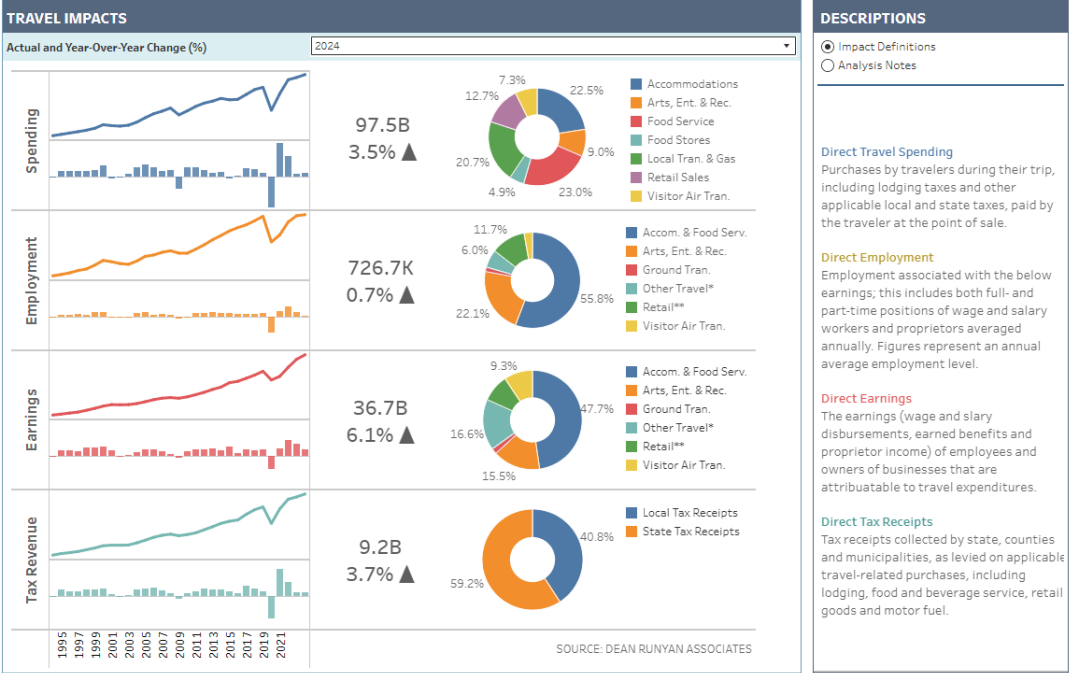 TRAVEL IMPACTS
Actual and Year-Over-Year Change (%)
2024
Spending
97.5B
3.5%
7.3%
12.7%
20.7%
4.9%
22.5%
9.0%
23.0%
Accommodations
Arts, Ent. & Rec.
Food Service
Food Stores
Local Tran. & Gas
Retail Sales
Visitor Air Tran.
Employment
726.7K
0.7%
11.7%
6.0%
22.1%
55.8%
Accom. & Food Serv.
Arts, Ent. & Rec.
Ground Tran.
Other Travel*
Retail**
Visitor Air Tran.
Earnings
36.7B
6.1%
9.3%
16.6%
15.5%
47.7%
Accom. & Food Serv.
Arts, Ent. & Rec.
Ground Tran.
Other Travel*
Retail**
Visitor Air Tran.
Tax Revenue
9.2B
3.7%
59.2%
40.8%
Local Tax Receipts
State Tax Receipts
1995
1997
1999
2001
2003
2005
2007
2009
2011
2013
2015
2017
2019
2021
SOURCE: DEAN RUNYAN ASSOCIATES
DESCRIPTIONS
Impact Definitions
Analysis Notes
Direct Travel Spending
Purchases by travelers during their trip,
including lodging taxes and other
applicable local and state taxes, paid by
the traveler at the point of sale.
Direct Employment
Employment associated with the below
earnings; this includes both full- and
part-time positions of wage and salary
workers and proprietors averaged
annually. Figures represent an annual
average employment level.
Direct Earnings
The earnings (wage and slary
disbursements, earned benefits and
proprietor income) of employees and
owners of businesses that are
attribuatable to travel expenditures.
Direct Tax Receipts
Tax receipts collected by state, counties
and municipalities, as levied on applicable
travel-related purchases, including
lodging, food and beverage service, retail
goods and motor fuel.